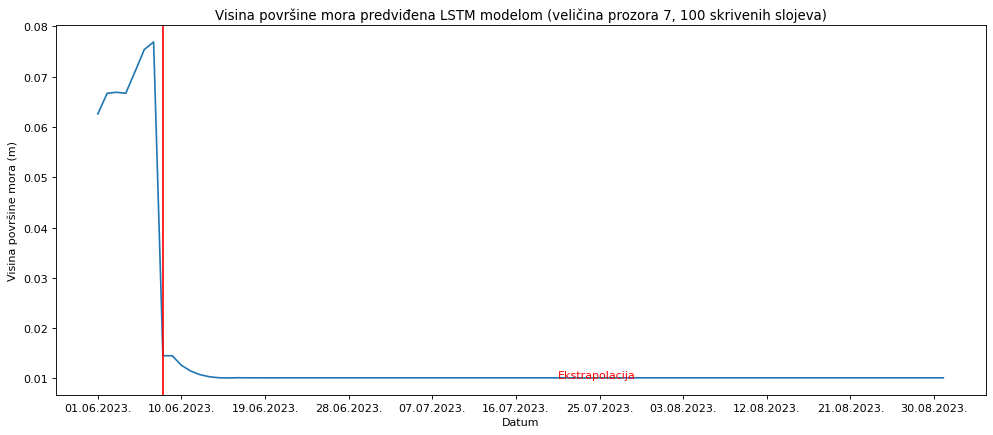 Visina površine mora predviđena LSTM modelom (veličina prozora 7, 100 skrivenih slojeva)
Visina površine mora (m)
0.08
0.07
0.06
0.05
0.04
0.03
0.02
0.01
Ekstrapolacija
01.06.2023. 10.06.2023. 19.06.2023. 28.06.2023. 07.07.2023. 16.07.2023. 25.07.2023. 03.08.2023. 12.08.2023. 21.08.2023. 30.08.2023.
Datum